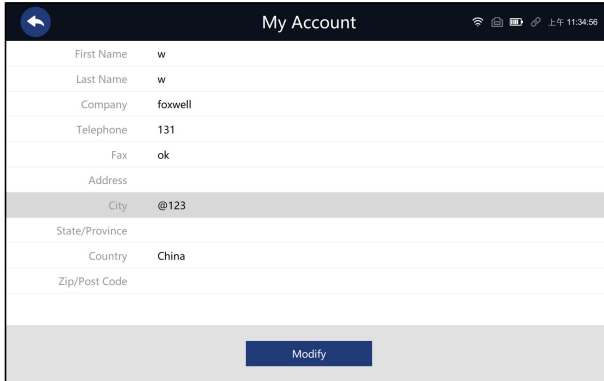 My Account
上午 11:34:56
First Name w
Last Name w
Company foxwell
Telephone 131
Fax ok
Address
City @123
State/Province
Country China
Zip/Post Code
Modify